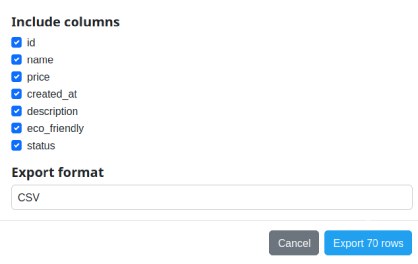 Include columns
id
name
price
created_at
description
eco_friendly
status
Export format
CSV
Cancel Export 70 rows